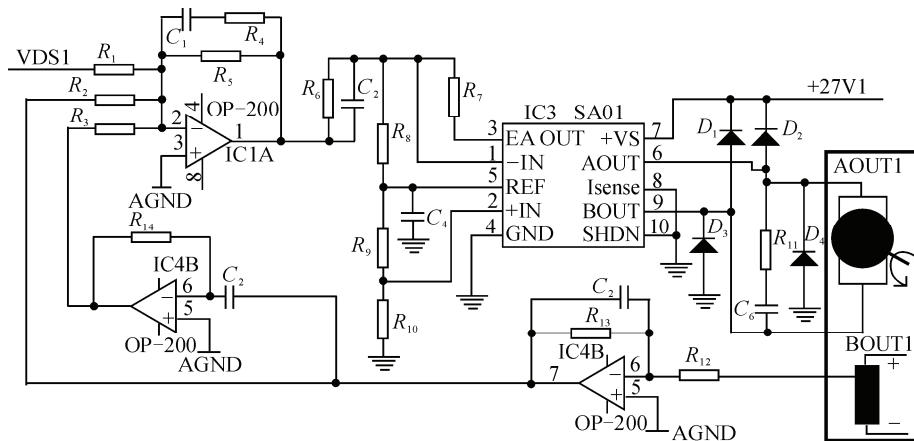 VDS1
R1
R2
R3
C1
R4
R5
4
OP-200
2
−
1
3
+
IC1A
8
AGND
R6
C2
R7
R8
R9
R10
C4
IC3 SA01
3 EA OUT +VS 7
1 −IN AOUT 6
5 REF Isense 8
2 +IN BOUT 9
4 GND SHDN 10
+27V1
D1
D2
D3
D4
R11
C6
AOUT1
BOUT1
+
−
R14
IC4B
6
−
5
+
C2
OP-200
AGND
C2
R13
IC4B
7
6
−
5
+
R12
OP-200
AGND